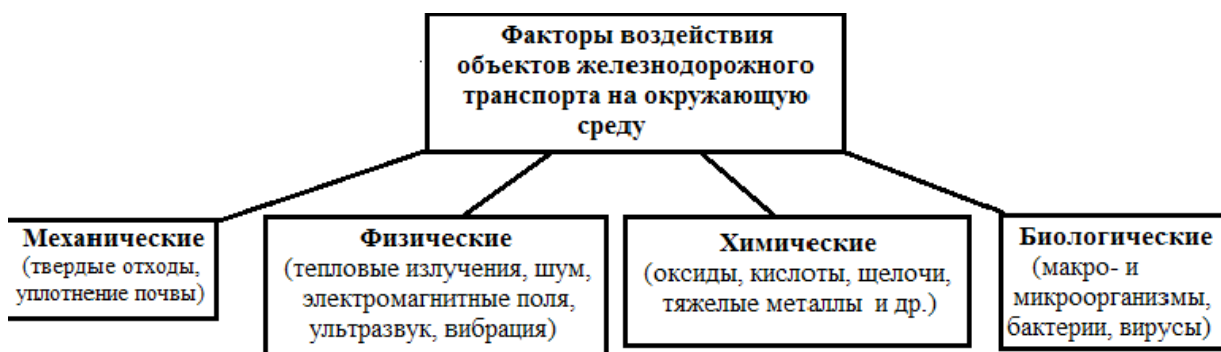 Факторы воздействия
объектов железнодорожного
транспорта на окружающую
среду
Механические
(твердые отходы,
уплотнение почвы)
Физические
(тепловые излучения, шум,
электромагнитные поля,
ультразвук, вибрация)
Химические
(оксиды, кислоты, щелочи,
тяжелые металлы и др.)
Биологические
(макро- и
микроорганизмы,
бактерии, вирусы)